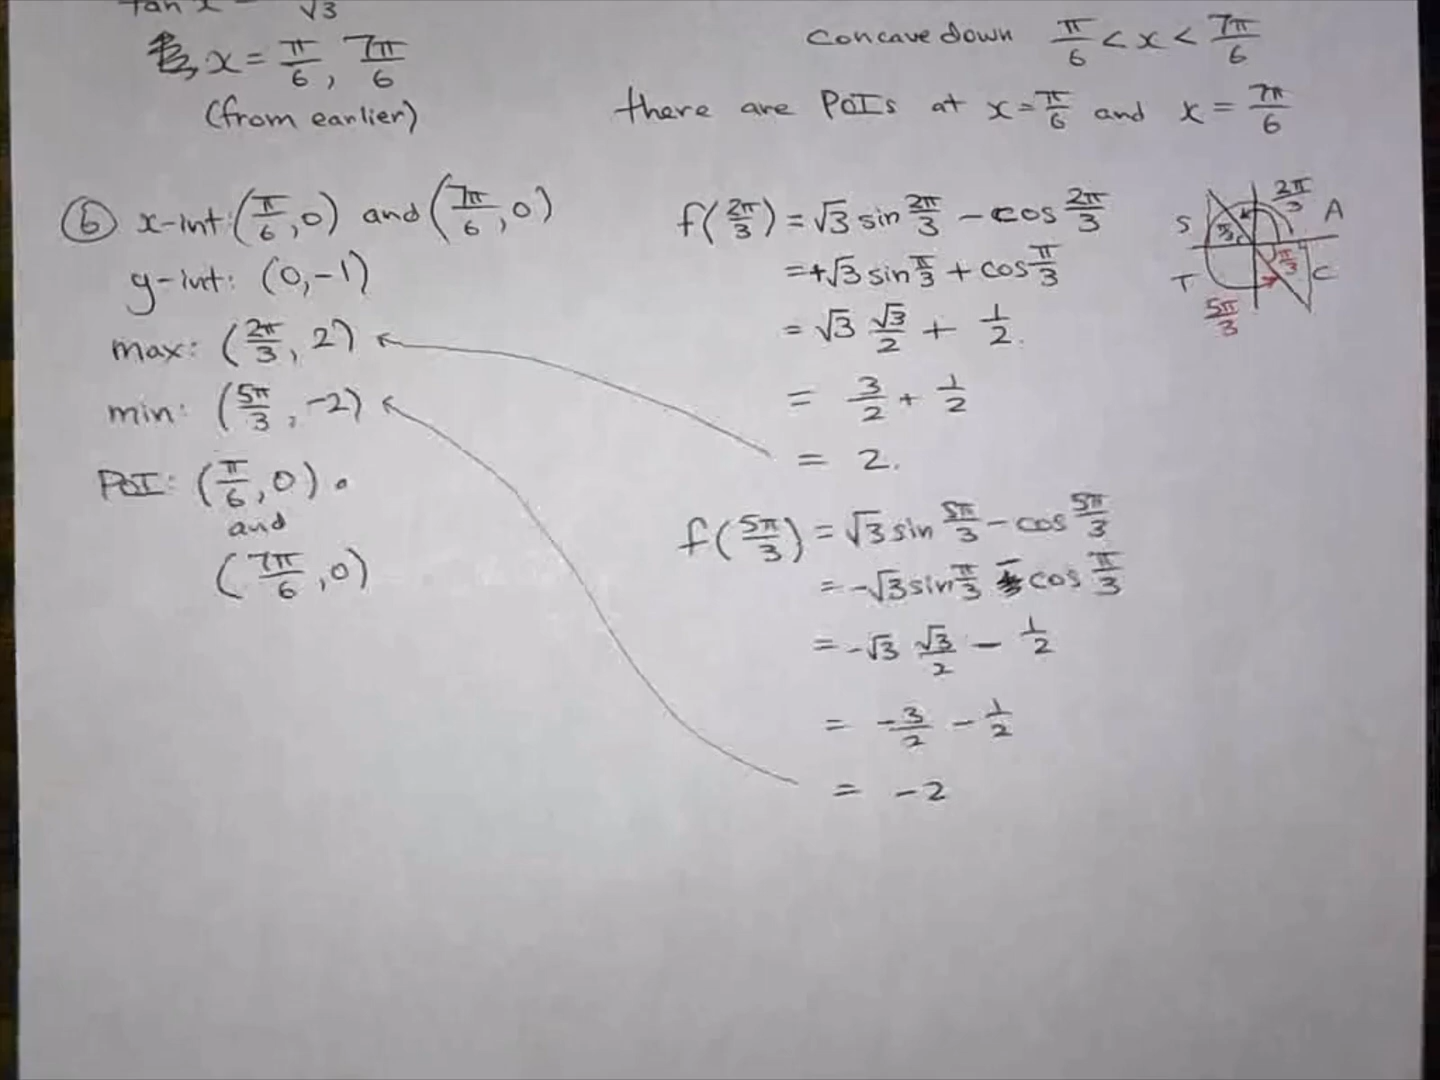 tan x = √3
x = π/6, 7π/6
(from earlier)
Concave down π/6 < x < 7π/6
there are PoIs at x = π/6 and x = 7π/6
⑥ x-int: (π/6, 0) and (7π/6, 0)
y-int: (0, -1)
max: (2π/3, 2)
min: (5π/3, -2)
PoI: (π/6, 0)
and
(7π/6, 0)
f(2π/3) = √3 sin 2π/3 - cos 2π/3
= +√3 sin π/3 + cos π/3
= √3 √3/2 + 1/2.
= 3/2 + 1/2
= 2.
f(5π/3) = √3 sin 5π/3 - cos 5π/3
= -√3 sin π/3 - cos π/3
= -√3 √3/2 - 1/2
= -3/2 - 1/2
= -2
2π/3
S A
π/3 π/3
T C
5π/3